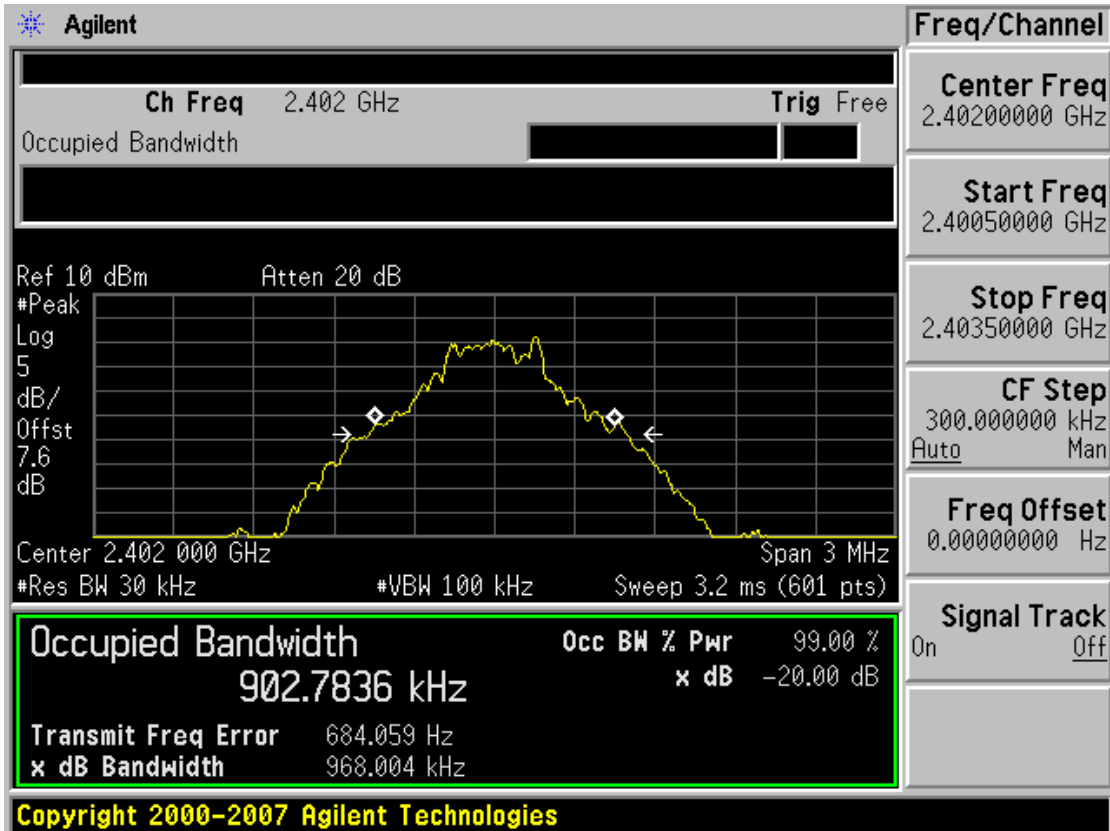 Agilent
Freq/Channel
Ch Freq 2.402 GHz Trig Free
Occupied Bandwidth
Center Freq
2.40200000 GHz
Start Freq
2.40050000 GHz
Stop Freq
2.40350000 GHz
CF Step
300.000000 kHz
Auto Man
Freq Offset
0.00000000 Hz
Signal Track
On Off
Ref 10 dBm Atten 20 dB
#Peak
Log
5
dB/
Offst
7.6
dB
Center 2.402 000 GHz Span 3 MHz
#Res BW 30 kHz #VBW 100 kHz Sweep 3.2 ms (601 pts)
Occupied Bandwidth
902.7836 kHz
Occ BW % Pwr 99.00 %
x dB -20.00 dB
Transmit Freq Error 684.059 Hz
x dB Bandwidth 968.004 kHz
Copyright 2000-2007 Agilent Technologies